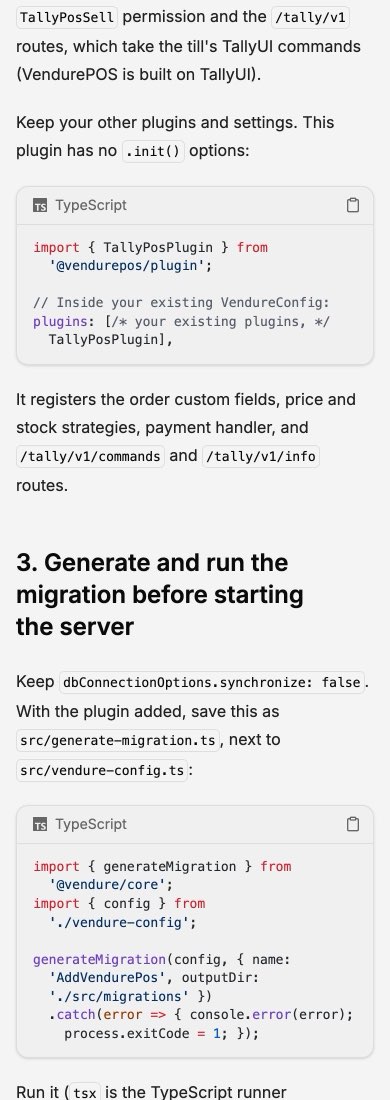 TallyPosSell permission and the /tally/v1
routes, which take the till's TallyUI commands
(VendurePOS is built on TallyUI).
Keep your other plugins and settings. This
plugin has no .init() options:
TS TypeScript
import { TallyPosPlugin } from
'@vendurepos/plugin';
// Inside your existing VendureConfig:
plugins: [/* your existing plugins, */
TallyPosPlugin],
It registers the order custom fields, price and
stock strategies, payment handler, and
/tally/v1/commands and /tally/v1/info
routes.
3. Generate and run the
migration before starting
the server
Keep dbConnectionOptions.synchronize: false.
With the plugin added, save this as
src/generate-migration.ts, next to
src/vendure-config.ts:
TS TypeScript
import { generateMigration } from
'@vendure/core';
import { config } from
'./vendure-config';
generateMigration(config, { name:
'AddVendurePos', outputDir:
'./src/migrations' })
.catch(error => { console.error(error);
process.exitCode = 1; });
Run it (tsx is the TypeScript runner